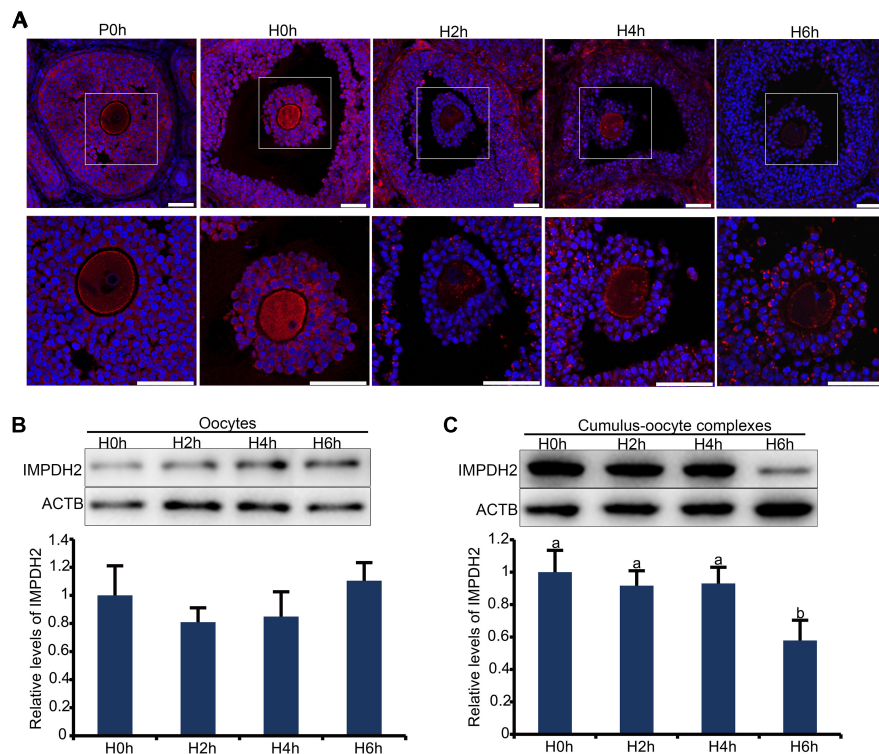 A
P0h H0h H2h H4h H6h
B
Oocytes
H0h H2h H4h H6h
IMPDH2
ACTB
Relative levels of IMPDH2
1.4
1.2
1
0.8
0.6
0.4
0.2
0
H0h H2h H4h H6h
C
Cumulus-oocyte complexes
H0h H2h H4h H6h
IMPDH2
ACTB
Relative levels of IMPDH2
1.2
1
0.8
0.6
0.4
0.2
0
a a a b
H0h H2h H4h H6h